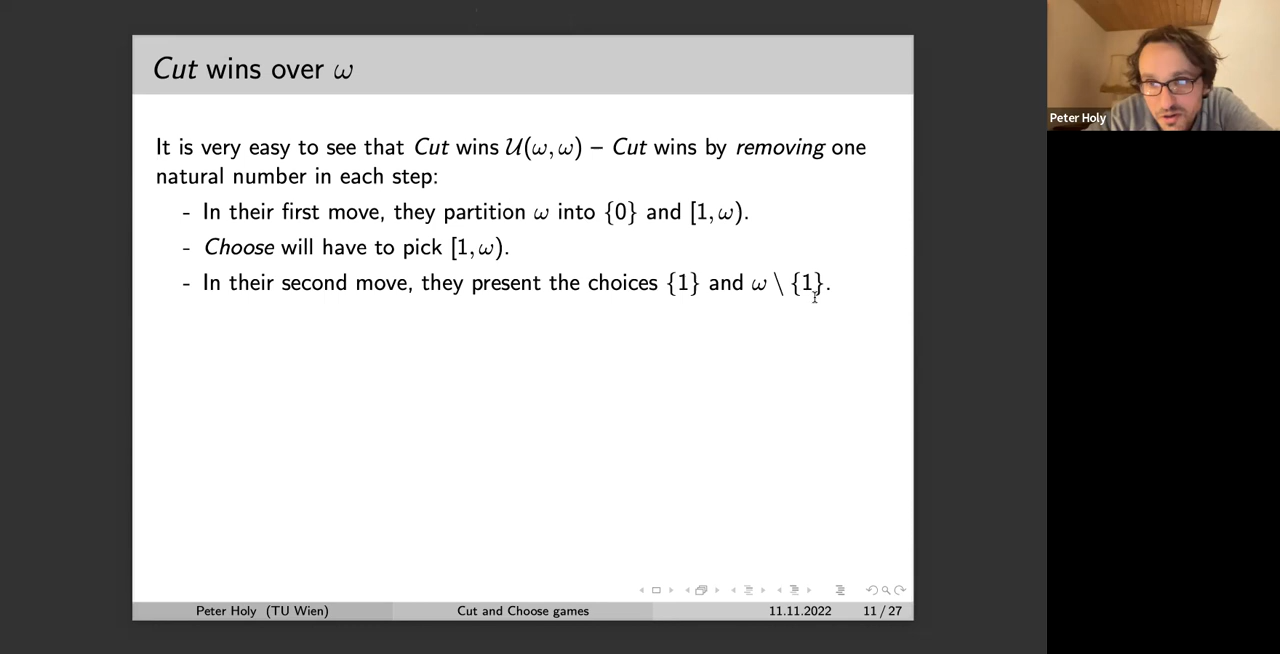 Cut wins over ω
It is very easy to see that Cut wins 𝒰(ω, ω) – Cut wins by removing one
natural number in each step:
- In their first move, they partition ω into {0} and [1, ω).
- Choose will have to pick [1, ω).
- In their second move, they present the choices {1} and ω \ {1}.
Peter Holy (TU Wien) Cut and Choose games 11.11.2022 11 / 27
Peter Holy